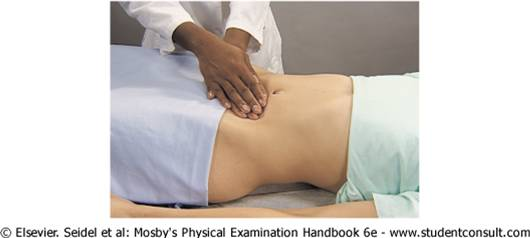 © Elsevier. Seidel et al: Mosby's Physical Examination Handbook 6e - www.studentconsult.com